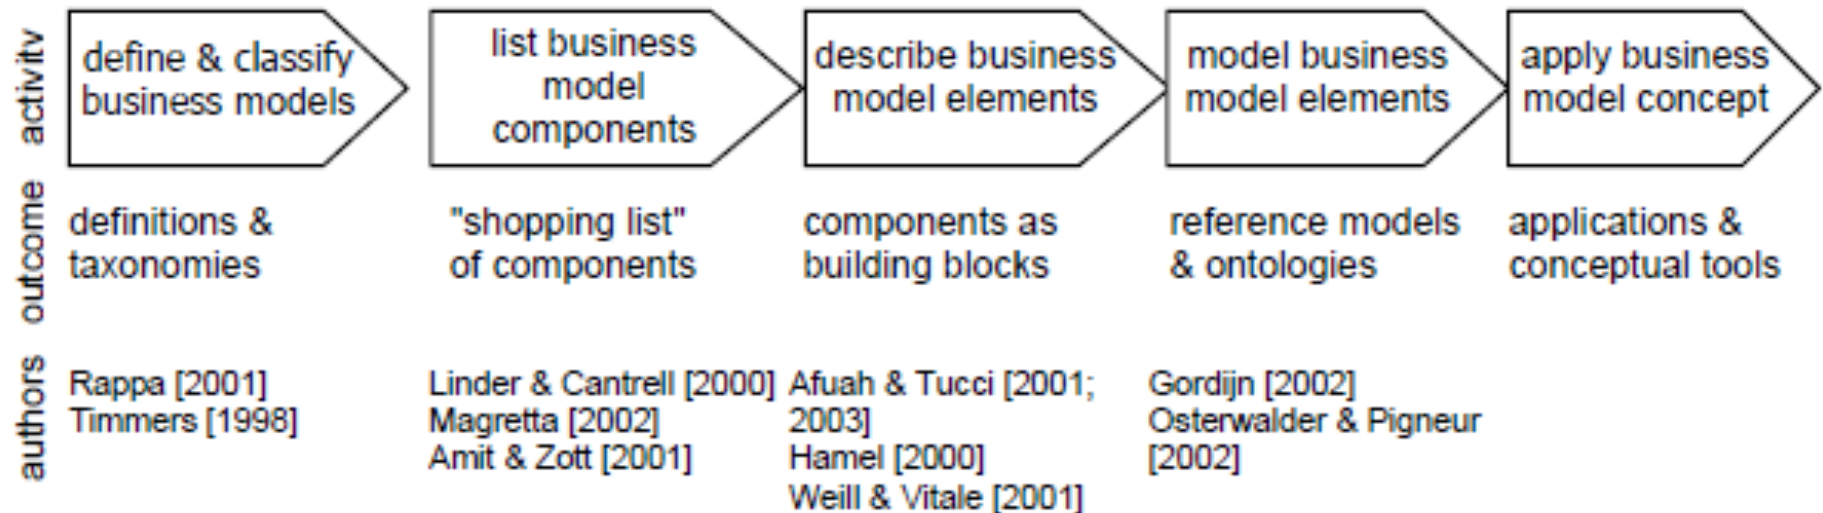 activity
define & classify
business models
list business
model
components
describe business
model elements
model business
model elements
apply business
model concept
outcome
definitions &
taxonomies
"shopping list"
of components
components as
building blocks
reference models
& ontologies
applications &
conceptual tools
authors
Rappa [2001]
Timmers [1998]
Linder & Cantrell [2000]
Magretta [2002]
Amit & Zott [2001]
Afuah & Tucci [2001;
2003]
Hamel [2000]
Weill & Vitale [2001]
Gordijn [2002]
Osterwalder & Pigneur
[2002]